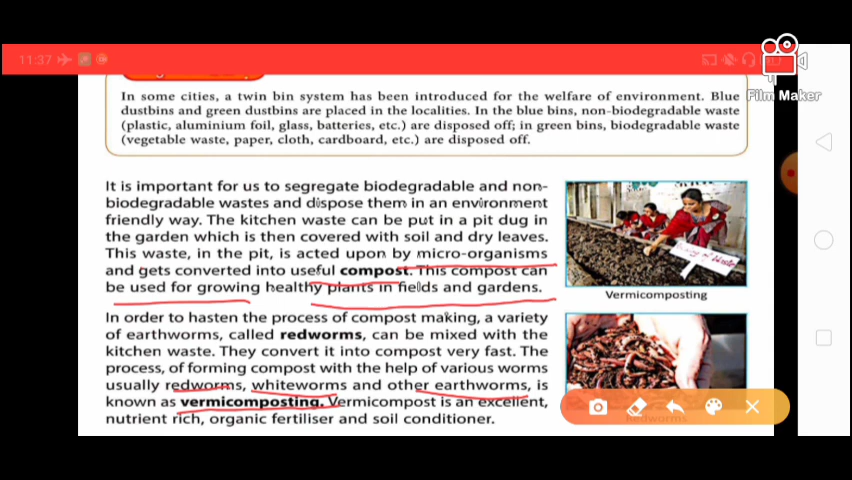 11:37
Film Maker
In some cities, a twin bin system has been introduced for the welfare of environment. Blue
dustbins and green dustbins are placed in the localities. In the blue bins, non-biodegradable waste
(plastic, aluminium foil, glass, batteries, etc.) are disposed off; in green bins, biodegradable waste
(vegetable waste, paper, cloth, cardboard, etc.) are disposed off.
It is important for us to segregate biodegradable and non-
biodegradable wastes and dispose them in an environment
friendly way. The kitchen waste can be put in a pit dug in
the garden which is then covered with soil and dry leaves.
This waste, in the pit, is acted upon by micro-organisms
and gets converted into useful compost. This compost can
be used for growing healthy plants in fields and gardens.
Vermicomposting
In order to hasten the process of compost making, a variety
of earthworms, called redworms, can be mixed with the
kitchen waste. They convert it into compost very fast. The
process, of forming compost with the help of various worms
usually redworms, whiteworms and other earthworms, is
known as vermicomposting. Vermicompost is an excellent,
nutrient rich, organic fertiliser and soil conditioner.
Redworms